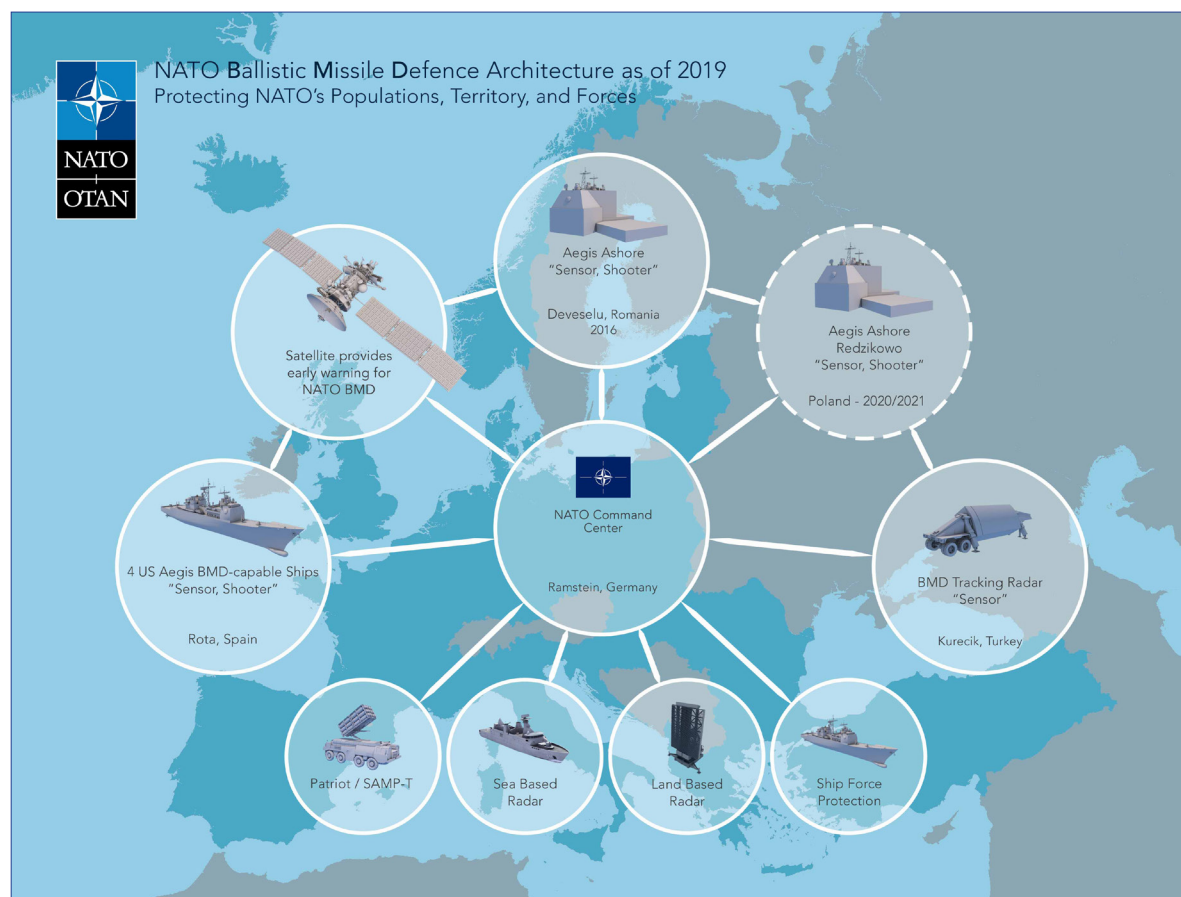 NATO Ballistic Missile Defence Architecture as of 2019
Protecting NATO's Populations, Territory, and Forces
NATO
OTAN
Aegis Ashore
"Sensor, Shooter"
Deveselu, Romania
2016
Satellite provides
early warning for
NATO BMD
Aegis Ashore
Redzikowo
"Sensor, Shooter"
Poland - 2020/2021
4 US Aegis BMD-capable Ships
"Sensor, Shooter"
Rota, Spain
NATO Command
Center
Ramstein, Germany
BMD Tracking Radar
"Sensor"
Kurecik, Turkey
Patriot / SAMP-T
Sea Based
Radar
Land Based
Radar
Ship Force
Protection